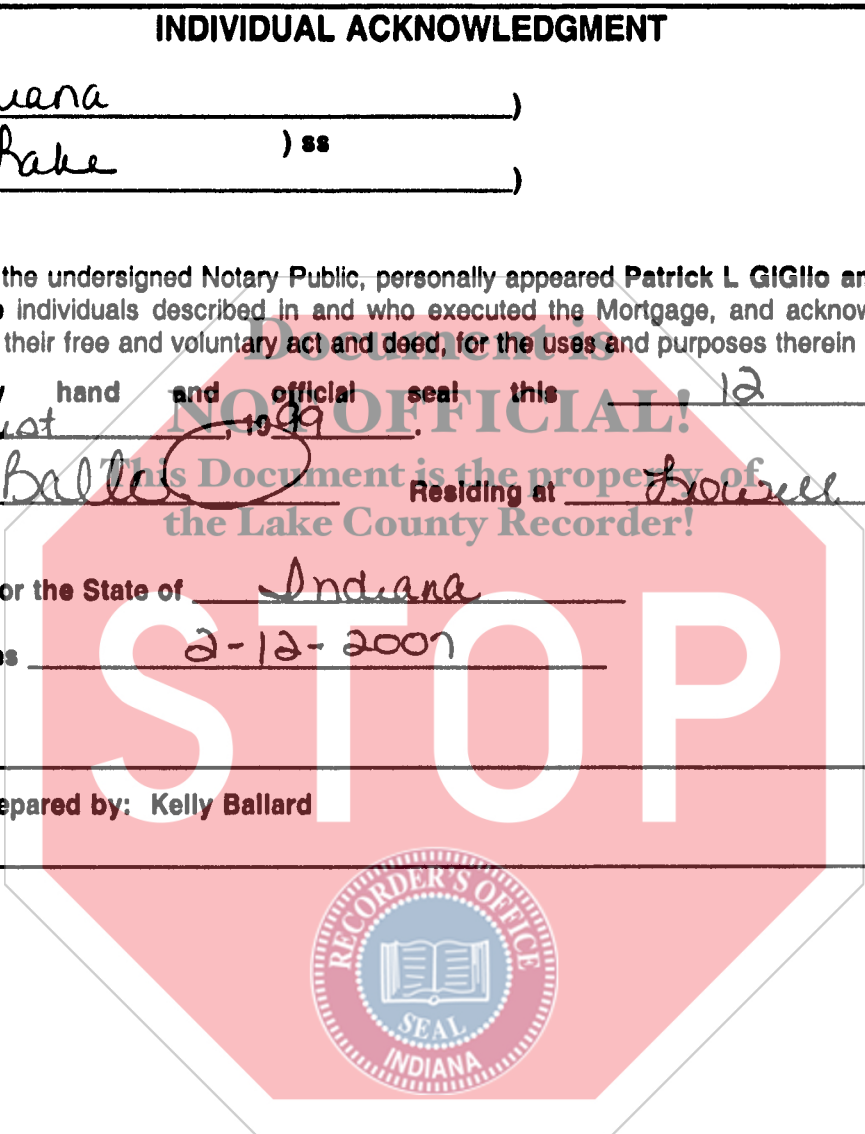 INDIVIDUAL ACKNOWLEDGMENT
iana )
) ss
Lake )
the undersigned Notary Public, personally appeared Patrick L GiGlio an
individuals described in and who executed the Mortgage, and acknow
their free and voluntary act and deed, for the uses and purposes therein
hand and official seal this 12
ust , 1999 .
Document is
NOT OFFICIAL!
This Document is the property of
the Lake County Recorder!
Residing at Lowell
or the State of Indiana
es 2-12-2007
STOP
epared by: Kelly Ballard
RECORDER'S OFFICE
SEAL
INDIANA